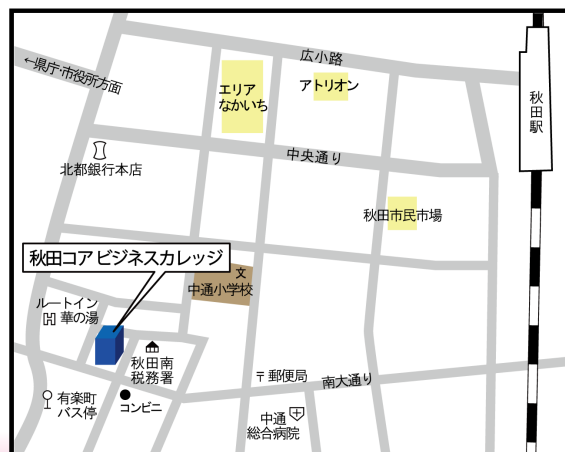 広小路
←県庁・市役所方面
エリア
なかいち
アトリオン
秋田駅
中央通り
北都銀行本店
秋田市民市場
秋田コア ビジネスカレッジ
文
中通小学校
ルートイン
華の湯
秋田南
税務署
〒郵便局
南大通り
有楽町
バス停
コンビニ
中通
総合病院